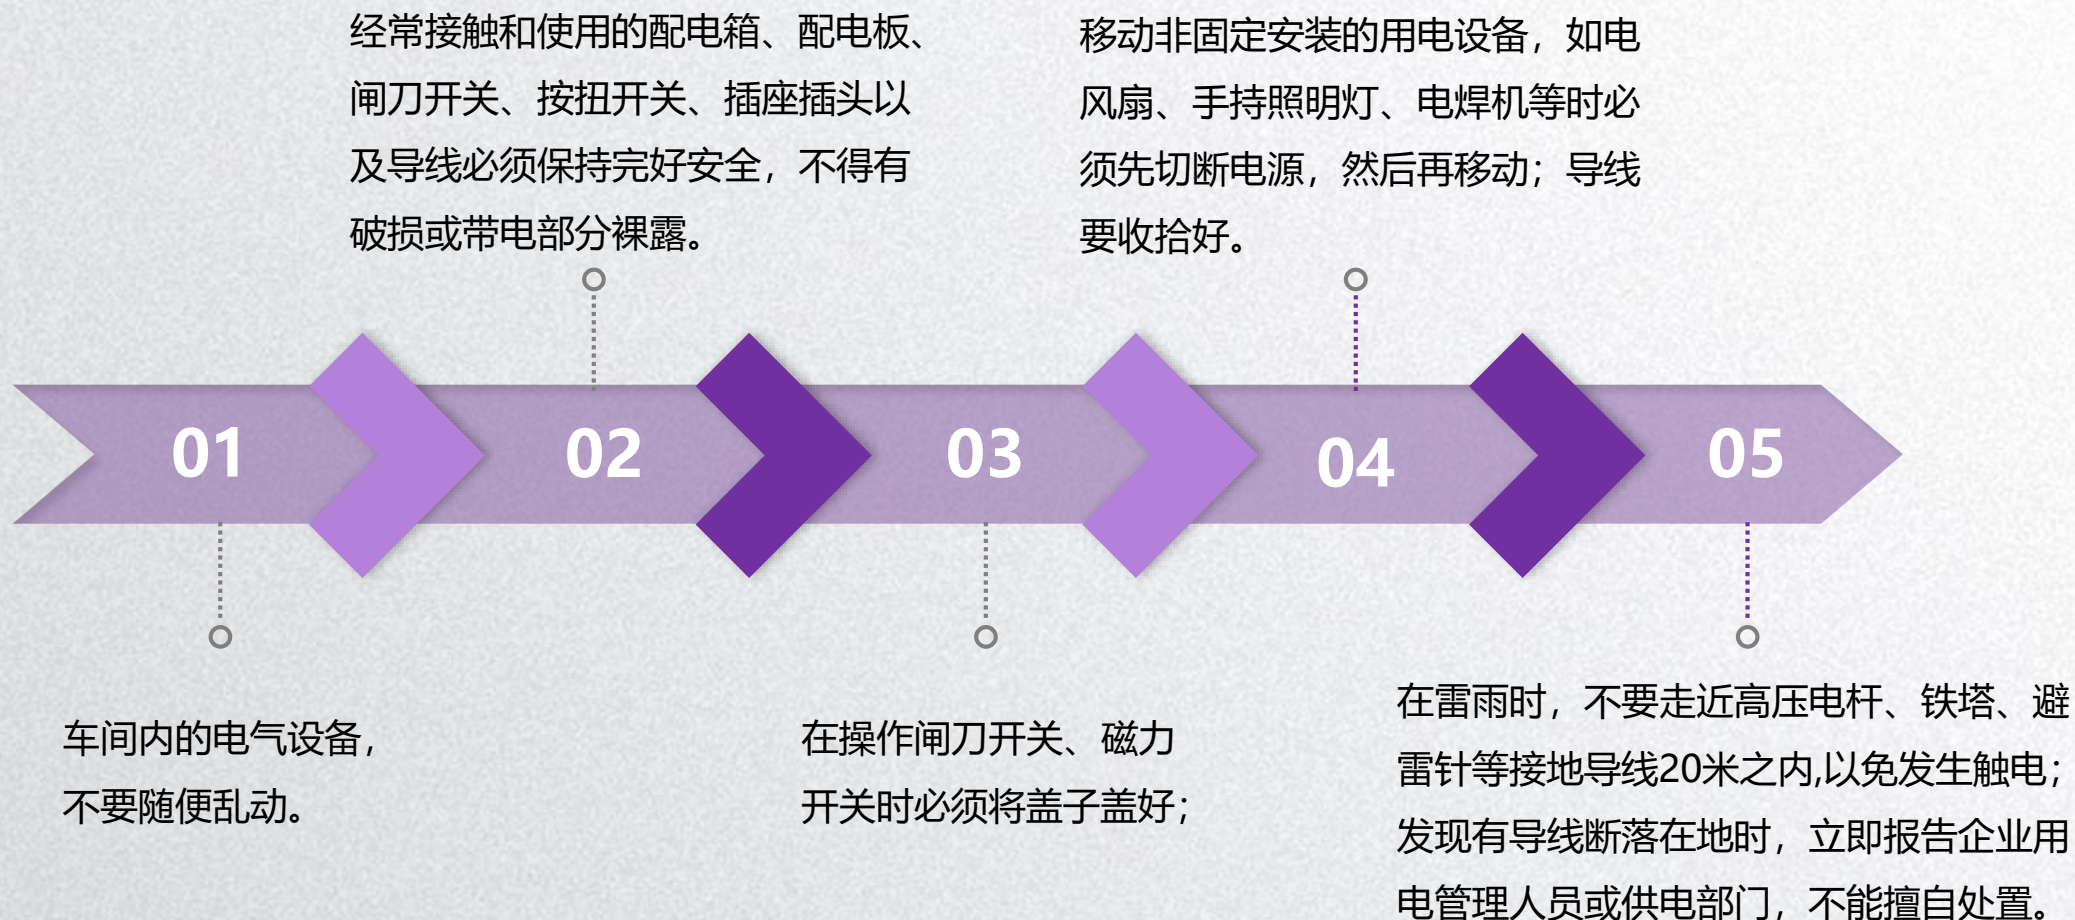 经常接触和使用的配电箱、配电板、
闸刀开关、按扭开关、插座插头以
及导线必须保持完好安全，不得有
破损或带电部分裸露。
移动非固定安装的用电设备，如电
风扇、手持照明灯、电焊机等时必
须先切断电源，然后再移动；导线
要收拾好。
01
02
03
04
05
车间内的电气设备，
不要随便乱动。
在操作闸刀开关、磁力
开关时必须将盖子盖好；
在雷雨时，不要走近高压电杆、铁塔、避
雷针等接地导线20米之内,以免发生触电；
发现有导线断落在地时，立即报告企业用
电管理人员或供电部门，不能擅自处置。